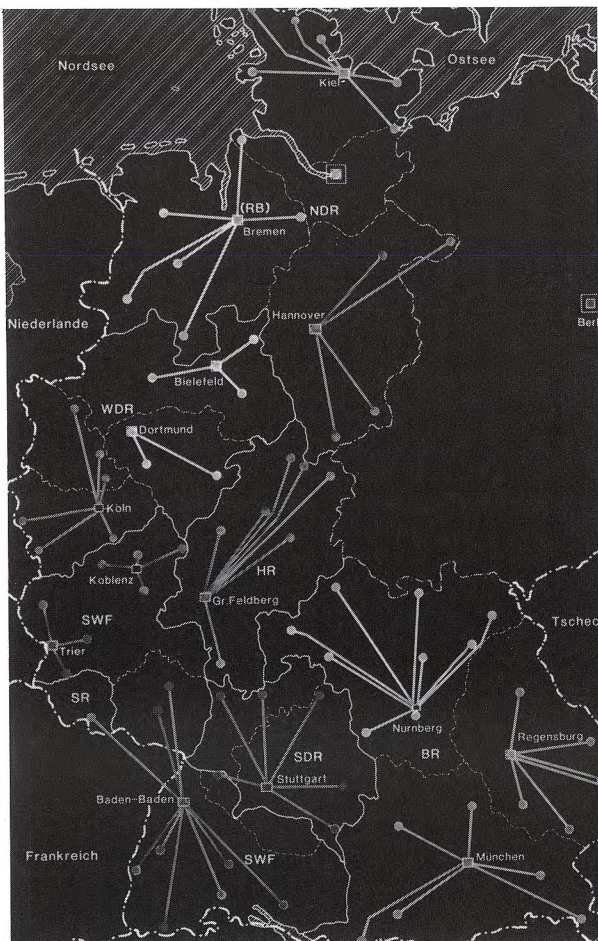 Nordsee
Ostsee
Kiel
(RB)
NDR
Bremen
Hannover
Niederlande
Berl
Bielefeld
WDR
Dortmund
Köln
Koblenz
HR
Gr.Feldberg
SWF
Trier
Tschec
SR
Nürnberg
Regensburg
SDR
BR
Stuttgart
Baden-Baden
Frankreich
SWF
München